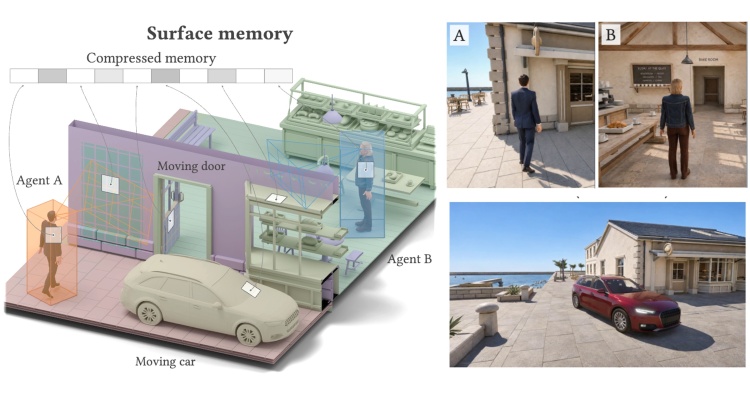 Surface memory
Compressed memory
Moving door
Agent A
Agent B
Moving car
A
B